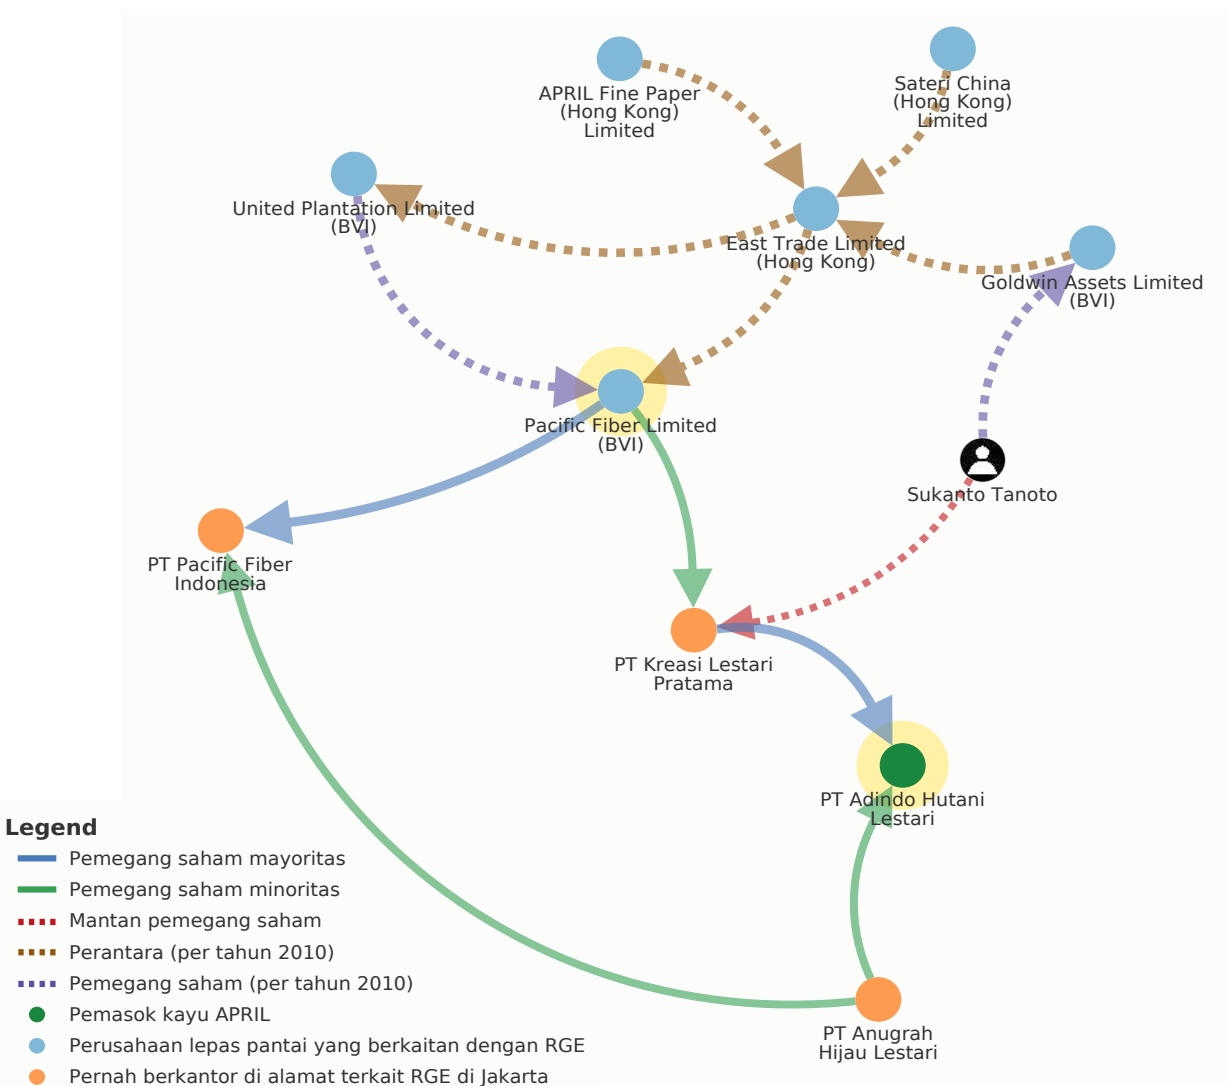 APRIL Fine Paper
(Hong Kong)
Limited
Sateri China
(Hong Kong)
Limited
United Plantation Limited
(BVI)
East Trade Limited
(Hong Kong)
Goldwin Assets Limited
(BVI)
Pacific Fiber Limited
(BVI)
Sukanto Tanoto
PT Pacific Fiber
Indonesia
PT Kreasi Lestari
Pratama
PT Adindo Hutani
Lestari
PT Anugrah
Hijau Lestari
Legend
Pemegang saham mayoritas
Pemegang saham minoritas
Mantan pemegang saham
Perantara (per tahun 2010)
Pemegang saham (per tahun 2010)
Pemasok kayu APRIL
Perusahaan lepas pantai yang berkaitan dengan RGE
Pernah berkantor di alamat terkait RGE di Jakarta